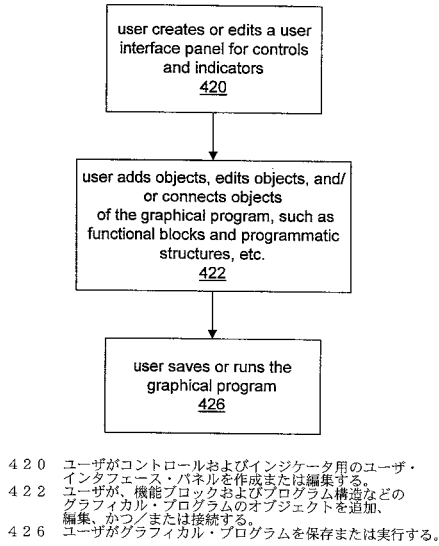 user creates or edits a user
interface panel for controls
and indicators
420
user adds objects, edits objects, and/
or connects objects
of the graphical program, such as
functional blocks and programmatic
structures, etc.
422
user saves or runs the
graphical program
426
４２０ ユーザがコントロールおよびインジケータ用のユーザ・
インタフェース・パネルを作成または編集する。
４２２ ユーザが、機能ブロックおよびプログラム構造などの
グラフィカル・プログラムのオブジェクトを追加、
編集、かつ／または接続する。
４２６ ユーザがグラフィカル・プログラムを保存または実行する。